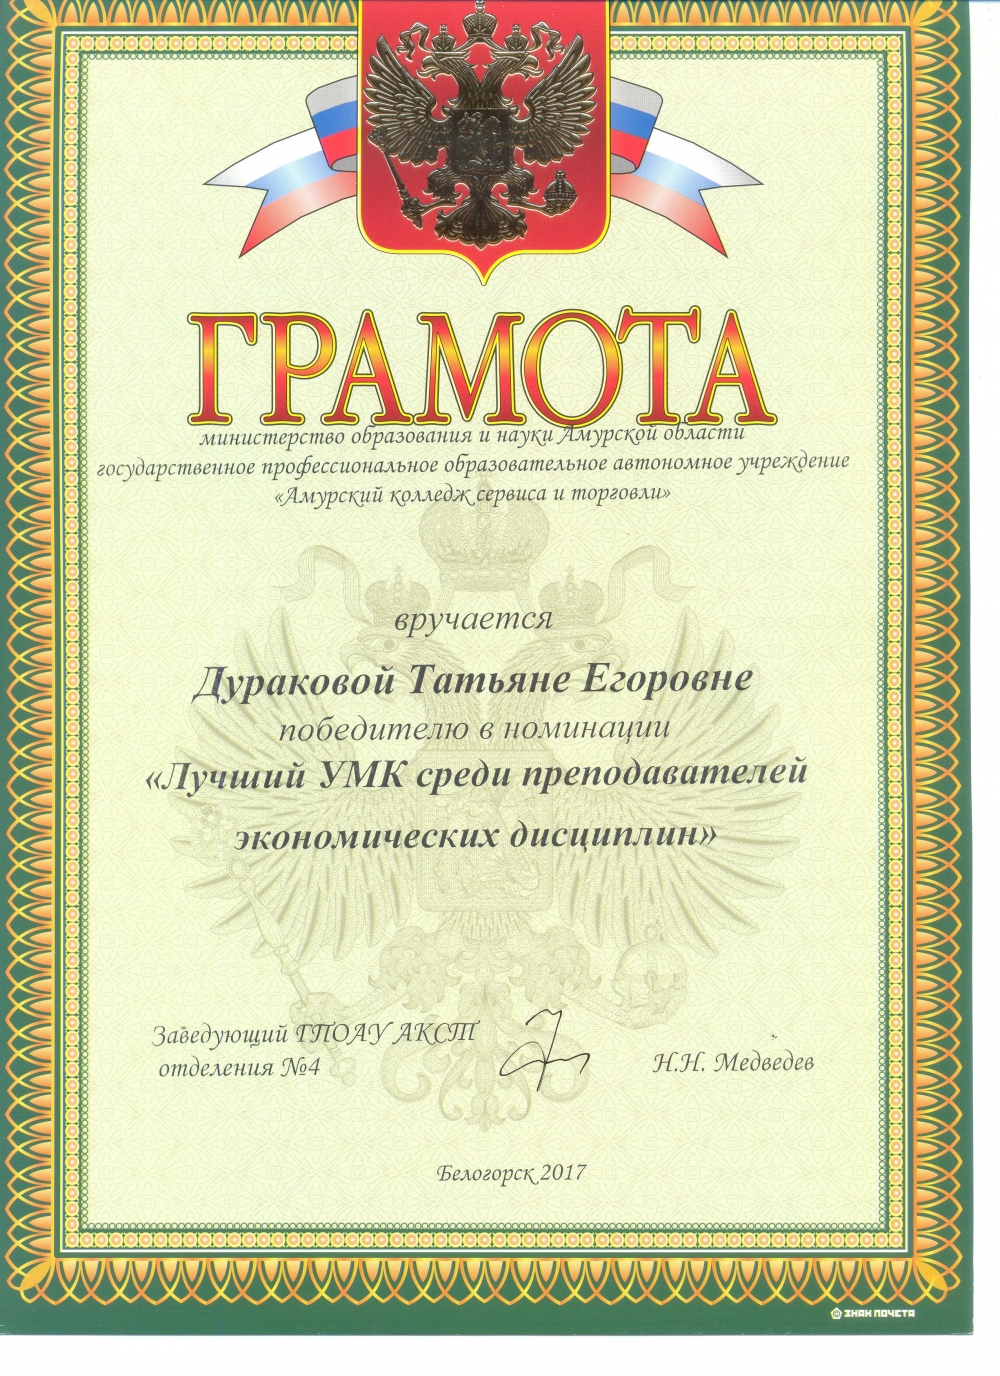 ГРАМОТА
министерство образования и науки Амурской области
государственное профессиональное образовательное автономное учреждение
«Амурский колледж сервиса и торговли»
вручается
Дураковой Татьяне Егоровне
победителю в номинации
«Лучший УМК среди преподавателей
экономических дисциплин»
Заведующий ГПОАУ АКСТ
отделения №4
Н.Н. Медведев
Белогорск 2017
ЗНАК ПОЧЕТА